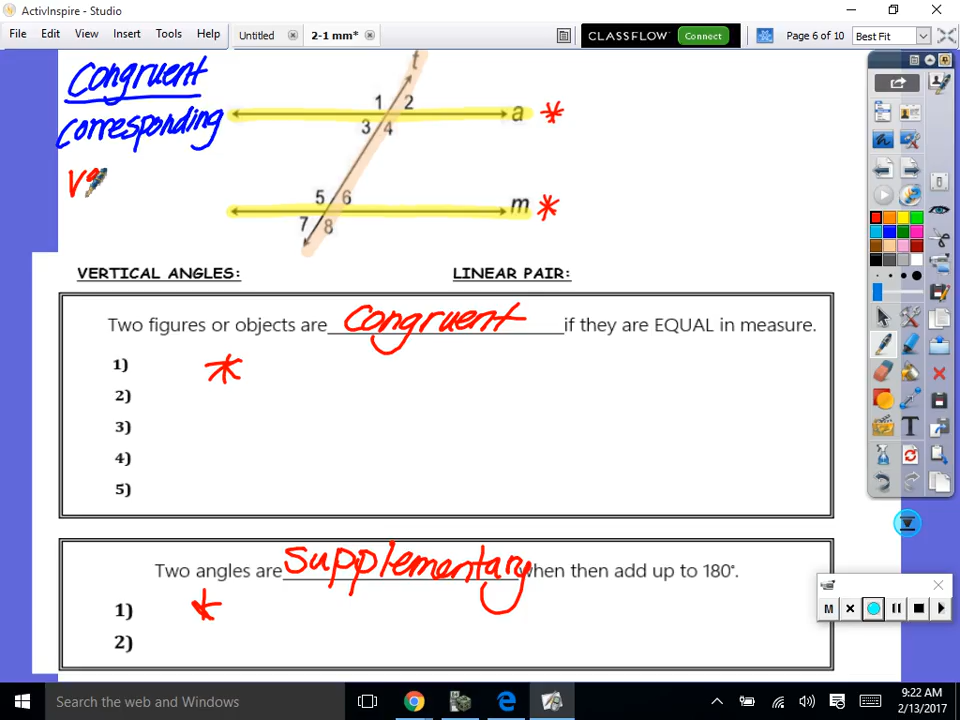 ActivInspire - Studio
File Edit View Insert Tools Help Untitled 2-1 mm* CLASSFLOW Connect Page 6 of 10 Best Fit
Congruent
corresponding
t
1 2
a *
3 4
5 6
m *
7 8
VERTICAL ANGLES: LINEAR PAIR:
Two figures or objects are congruent if they are EQUAL in measure.
1) *
2)
3)
4)
5)
Two angles are supplementary when then add up to 180°.
1) *
2)
M
Search the web and Windows
9:22 AM
2/13/2017